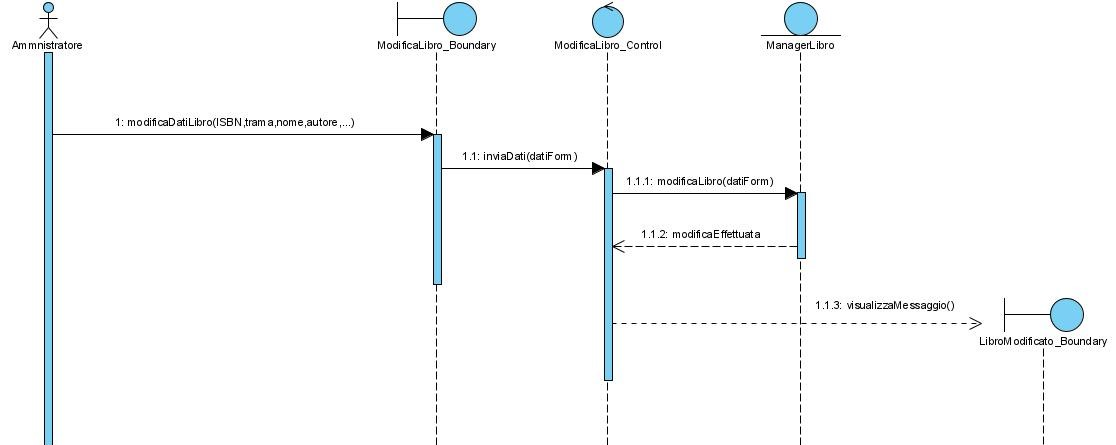 Ammnistratore
ModificaLibro_Boundary
ModificaLibro_Control
ManagerLibro
1: modificaDatiLibro(ISBN,trama,nome,autore,...)
1.1: inviaDati(datiForm)
1.1.1: modificaLibro(datiForm)
1.1.2: modificaEffettuata
1.1.3: visualizzaMessaggio()
LibroModificato_Boundary